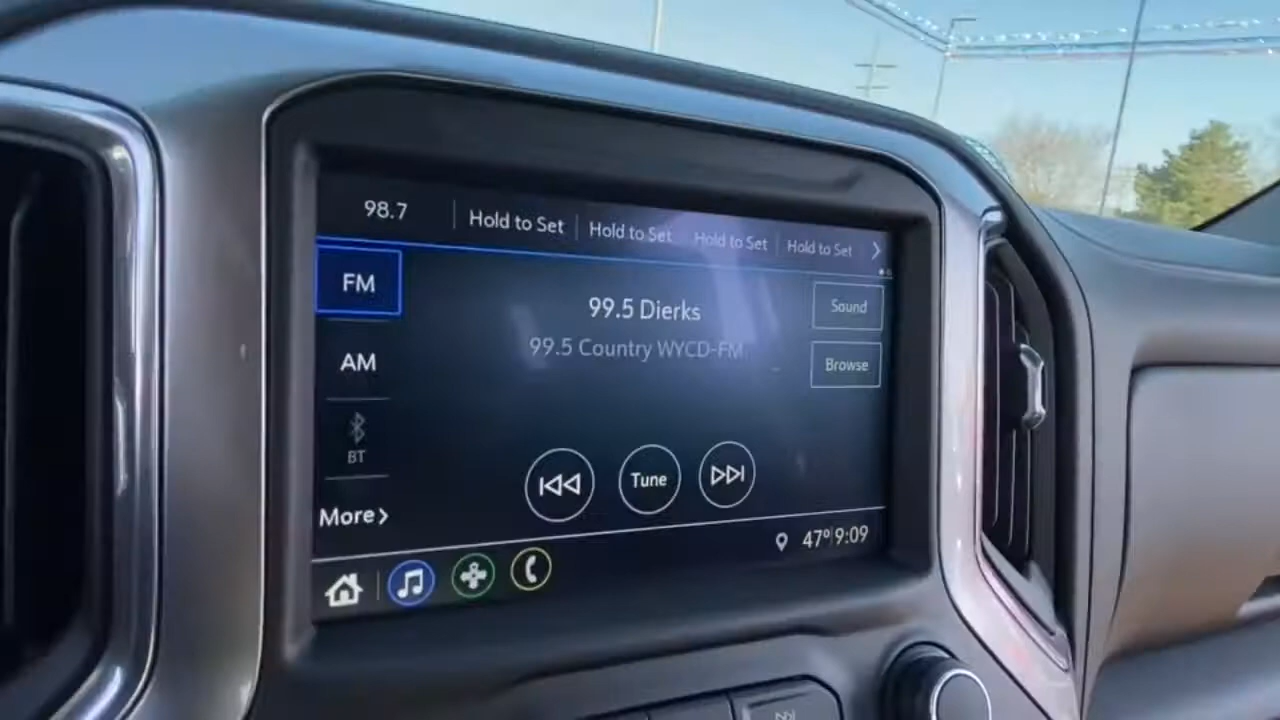 98.7
Hold to Set
Hold to Set
Hold to Set
Hold to Set
FM
99.5 Dierks
Sound
99.5 Country WYCD-FM
AM
Browse
BT
Tune
More
47° 9:09